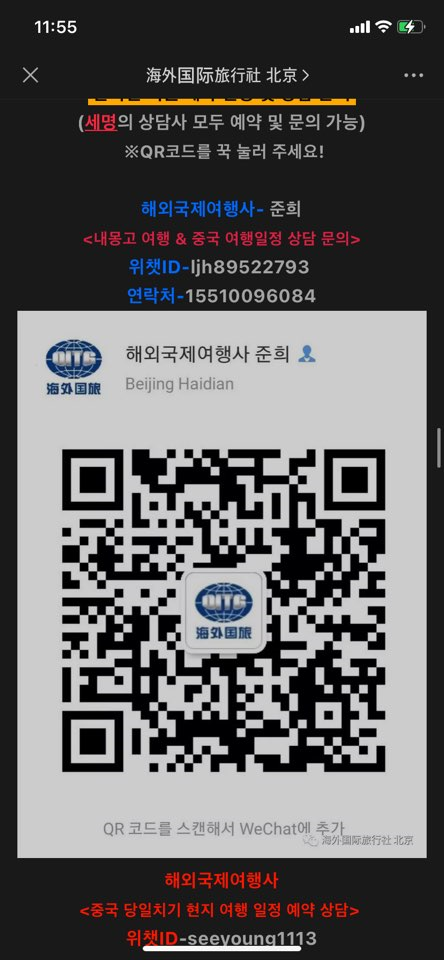 11:55
海外国际旅行社 北京
(세명의 상담사 모두 예약 및 문의 가능)
※QR코드를 꾹 눌러 주세요!
해외국제여행사- 준희
<내몽고 여행 & 중국 여행일정 상담 문의>
위챗ID-ljh89522793
연락처-15510096084
QITS
海外国旅
해외국제여행사 준희
Beijing Haidian
海外国旅
QR 코드를 스캔해서 WeChat에 추가
海外国际旅行社 北京
해외국제여행사
<중국 당일치기 현지 여행 일정 예약 상담>
위챗ID-seeyoung1113